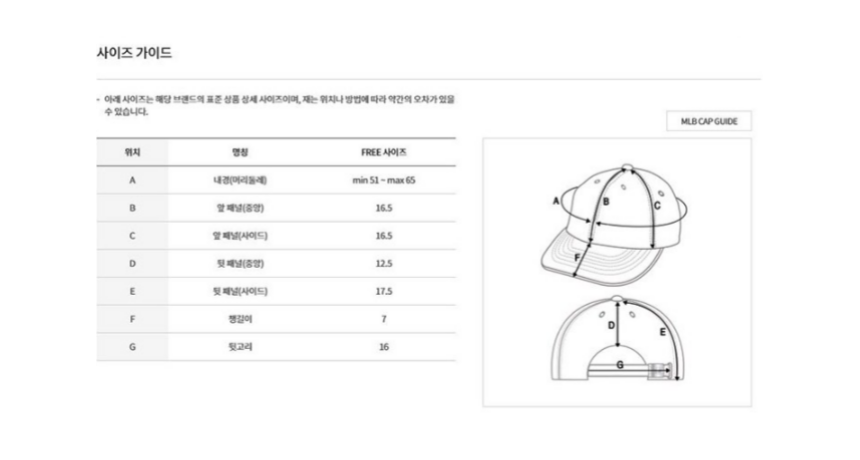 사이즈 가이드
- 아래 사이즈는 해당 브랜드의 표준 상품 상세 사이즈이며, 재는 위치나 방법에 따라 약간의 오차가 있을
수 있습니다.
MLB CAP GUIDE
위치 명칭 FREE 사이즈
A 내경(머리둘레) min 51 ~ max 65
B 앞 패널(중앙) 16.5
C 앞 패널(사이드) 16.5
D 뒷 패널(중앙) 12.5
E 뒷 패널(사이드) 17.5
F 챙길이 7
G 뒷고리 16
A B C
F
D E
G